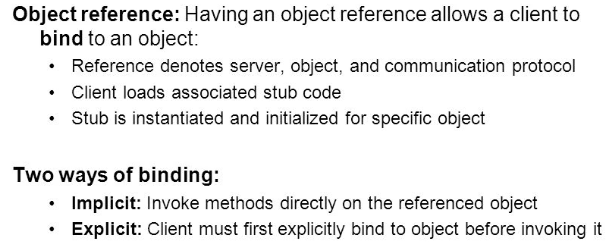 Object reference: Having an object reference allows a client to
bind to an object:
• Reference denotes server, object, and communication protocol
• Client loads associated stub code
• Stub is instantiated and initialized for specific object
Two ways of binding:
• Implicit: Invoke methods directly on the referenced object
• Explicit: Client must first explicitly bind to object before invoking it